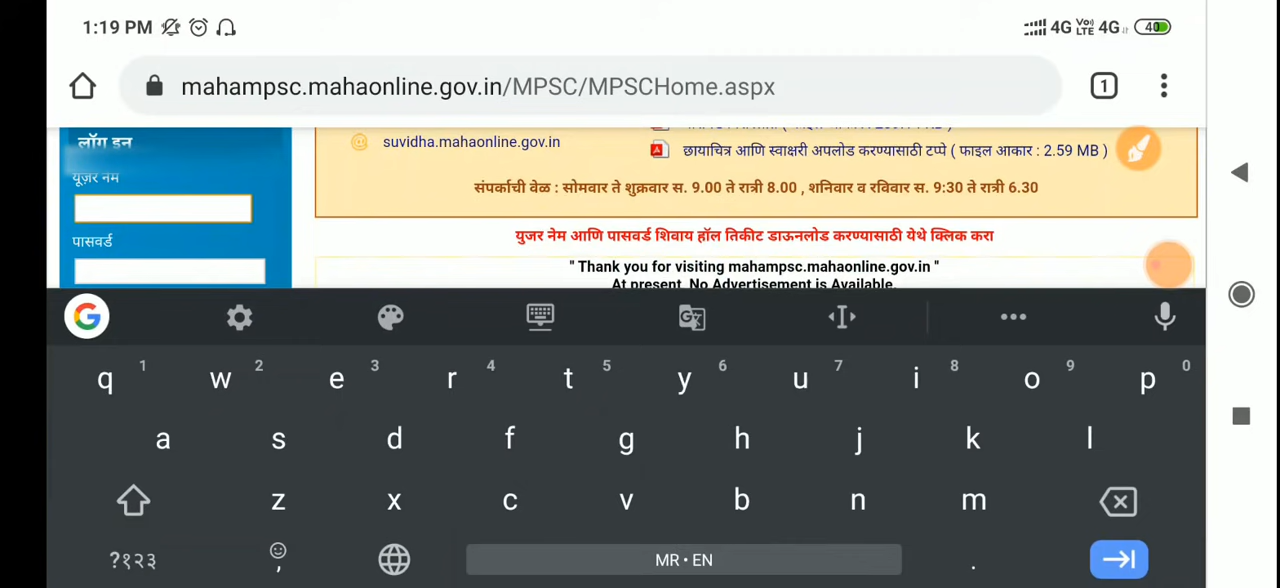 1:19 PM
4G VoLTE 4G 40
mahampsc.mahaonline.gov.in/MPSC/MPSCHome.aspx
1
लॉग इन
यूज़र नेम
पासवर्ड
suvidha.mahaonline.gov.in
छायाचित्र आणि स्वाक्षरी अपलोड करण्यासाठी टप्पे ( फाइल आकार : 2.59 MB )
संपर्काची वेळ : सोमवार ते शुक्रवार स. 9.00 ते रात्री 8.00 , शनिवार व रविवार स. 9:30 ते रात्री 6.30
युजर नेम आणि पासवर्ड शिवाय हॉल तिकीट डाऊनलोड करण्यासाठी येथे क्लिक करा
" Thank you for visiting mahampsc.mahaonline.gov.in "
At present, No Advertisement is Available.
q 1 w 2 e 3 r 4 t 5 y 6 u 7 i 8 o 9 p 0
a s d f g h j k l
z x c v b n m
?१२३ , MR • EN .